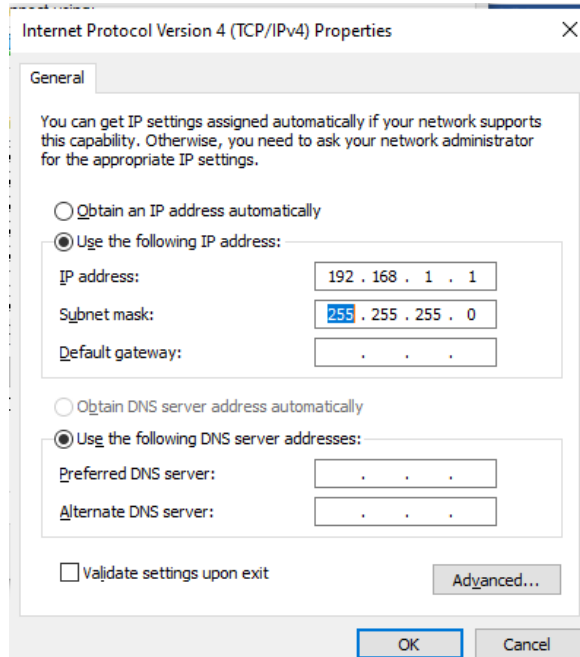 Internet Protocol Version 4 (TCP/IPv4) Properties
General
You can get IP settings assigned automatically if your network supports
this capability. Otherwise, you need to ask your network administrator
for the appropriate IP settings.
Obtain an IP address automatically
Use the following IP address:
IP address: 192 . 168 . 1 . 1
Subnet mask: 255 . 255 . 255 . 0
Default gateway: . . .
Obtain DNS server address automatically
Use the following DNS server addresses:
Preferred DNS server: . . .
Alternate DNS server: . . .
Validate settings upon exit
Advanced...
OK Cancel